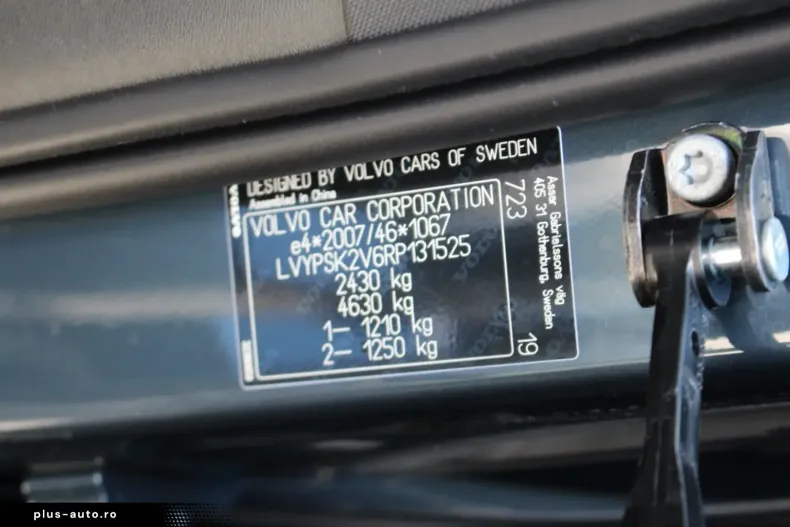 DESIGNED BY VOLVO CARS OF SWEDEN
Assembled in China
VOLVO
VOLVO CAR CORPORATION
e4*2007/46*1067
LVYPSK2V6RP131525
2430 kg
4630 kg
1– 1210 kg
2– 1250 kg
723
19
Assar Gabrielssons väg
405 31 Gothenburg, Sweden
plus-auto.ro